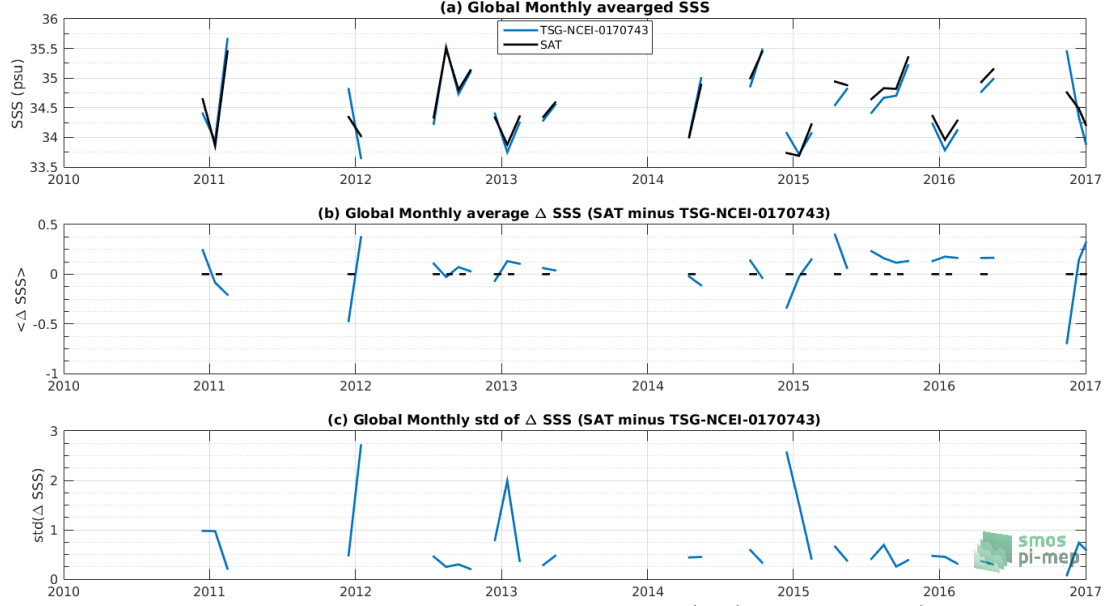 (a) Global Monthly avearged SSS
36
35.5
35
34.5
34
33.5
SSS (psu)
TSG-NCEI-0170743
SAT
2010 2011 2012 2013 2014 2015 2016 2017
(b) Global Monthly average Δ SSS (SAT minus TSG-NCEI-0170743)
0.5
0
-0.5
-1
<Δ SSS>
2010 2011 2012 2013 2014 2015 2016 2017
(c) Global Monthly std of Δ SSS (SAT minus TSG-NCEI-0170743)
3
2
1
0
std(Δ SSS)
smos
pi-mep
2010 2011 2012 2013 2014 2015 2016 2017